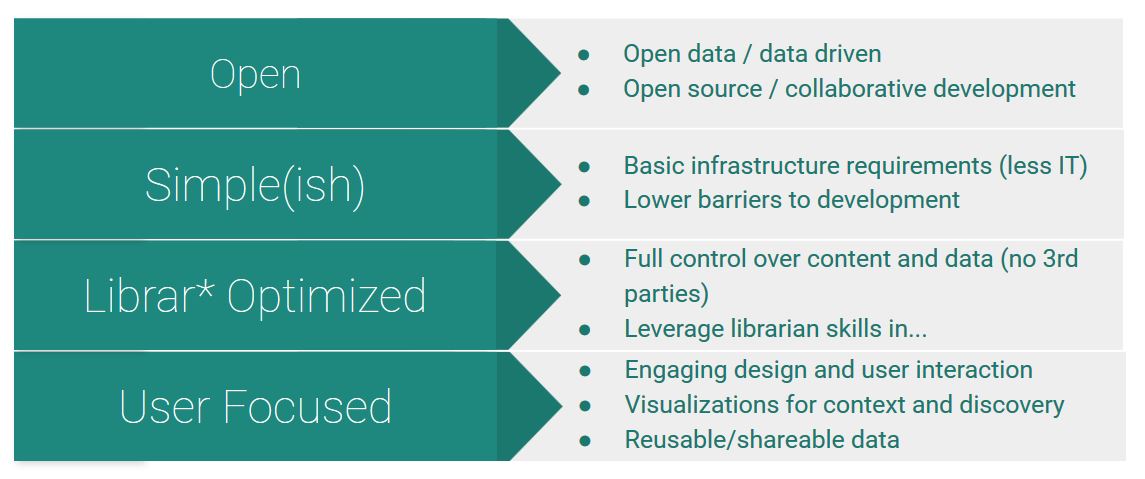 Open
● Open data / data driven
● Open source / collaborative development
Simple(ish)
● Basic infrastructure requirements (less IT)
● Lower barriers to development
Librar* Optimized
● Full control over content and data (no 3rd
parties)
● Leverage librarian skills in...
User Focused
● Engaging design and user interaction
● Visualizations for context and discovery
● Reusable/shareable data